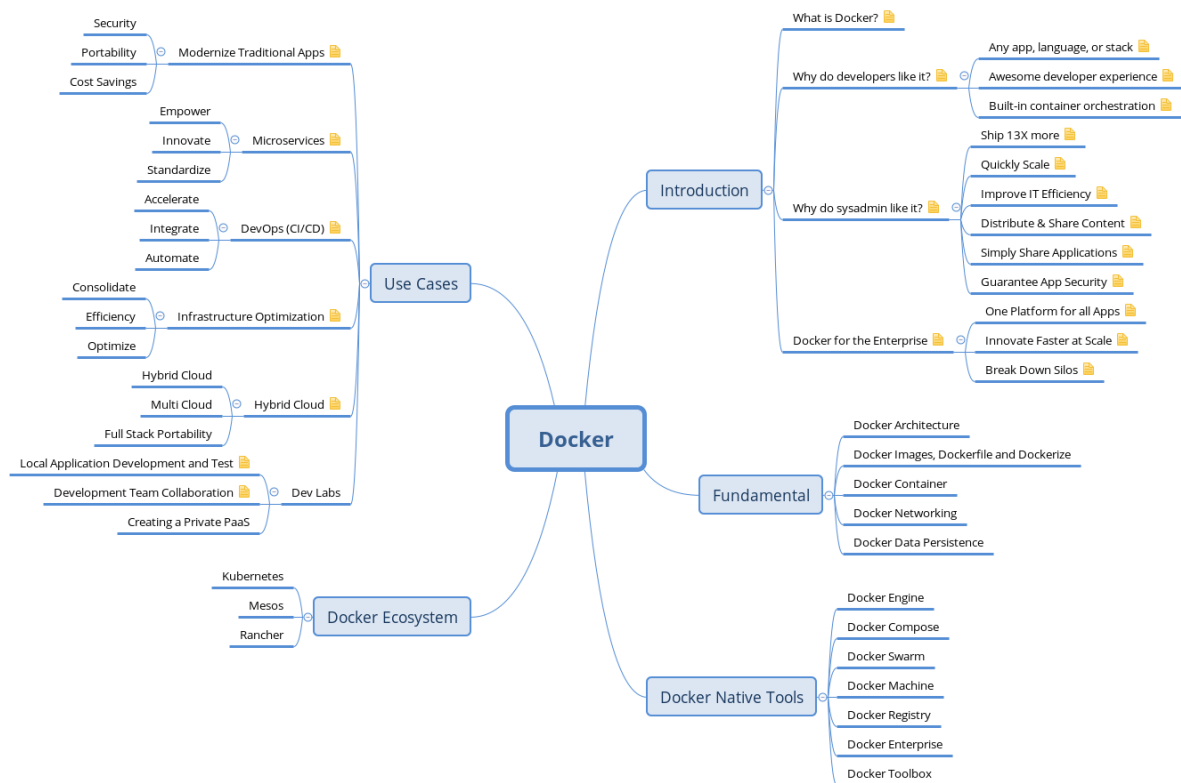 Docker
Introduction
What is Docker?
Why do developers like it?
Any app, language, or stack
Awesome developer experience
Built-in container orchestration
Why do sysadmin like it?
Ship 13X more
Quickly Scale
Improve IT Efficiency
Distribute & Share Content
Simply Share Applications
Guarantee App Security
Docker for the Enterprise
One Platform for all Apps
Innovate Faster at Scale
Break Down Silos
Fundamental
Docker Architecture
Docker Images, Dockerfile and Dockerize
Docker Container
Docker Networking
Docker Data Persistence
Docker Native Tools
Docker Engine
Docker Compose
Docker Swarm
Docker Machine
Docker Registry
Docker Enterprise
Docker Toolbox
Use Cases
Modernize Traditional Apps
Security
Portability
Cost Savings
Microservices
Empower
Innovate
Standardize
DevOps (CI/CD)
Accelerate
Integrate
Automate
Infrastructure Optimization
Consolidate
Efficiency
Optimize
Hybrid Cloud
Hybrid Cloud
Multi Cloud
Full Stack Portability
Dev Labs
Local Application Development and Test
Development Team Collaboration
Creating a Private PaaS
Docker Ecosystem
Kubernetes
Mesos
Rancher